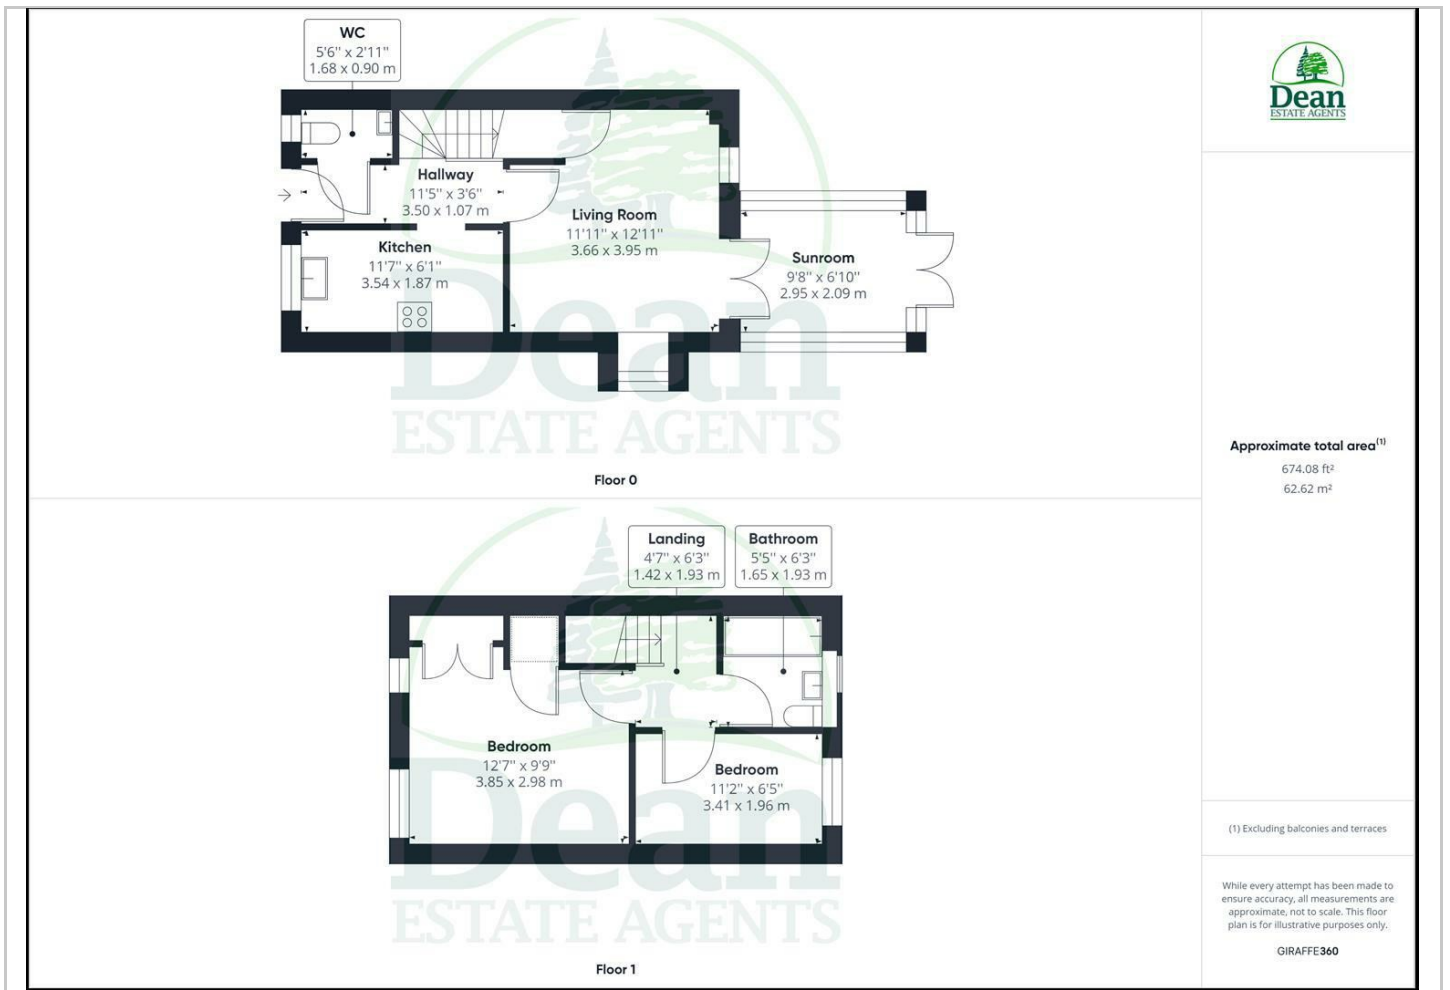 WC
5'6" x 2'11"
1.68 x 0.90 m
Hallway
11'5" x 3'6"
3.50 x 1.07 m
Kitchen
11'7" x 6'1"
3.54 x 1.87 m
Living Room
11'11" x 12'11"
3.66 x 3.95 m
Sunroom
9'8" x 6'10"
2.95 x 2.09 m
Dean
ESTATE AGENTS
Floor 0
Landing
4'7" x 6'3"
1.42 x 1.93 m
Bathroom
5'5" x 6'3"
1.65 x 1.93 m
Bedroom
12'7" x 9'9"
3.85 x 2.98 m
Bedroom
11'2" x 6'5"
3.41 x 1.96 m
Dean
ESTATE AGENTS
Floor 1
Dean
ESTATE AGENTS
Approximate total area(1)
674.08 ft²
62.62 m²
(1) Excluding balconies and terraces
While every attempt has been made to
ensure accuracy, all measurements are
approximate, not to scale. This floor
plan is for illustrative purposes only.
GIRAFFE360